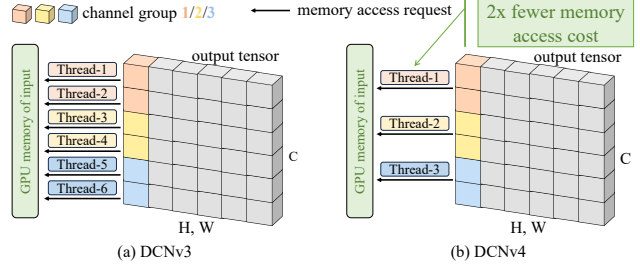 channel group 1/2/3
memory access request
2x fewer memory
access cost
output tensor
GPU memory of input
Thread-1
Thread-2
Thread-3
Thread-4
Thread-5
Thread-6
C
H, W
(a) DCNv3
output tensor
GPU memory of input
Thread-1
Thread-2
Thread-3
C
H, W
(b) DCNv4